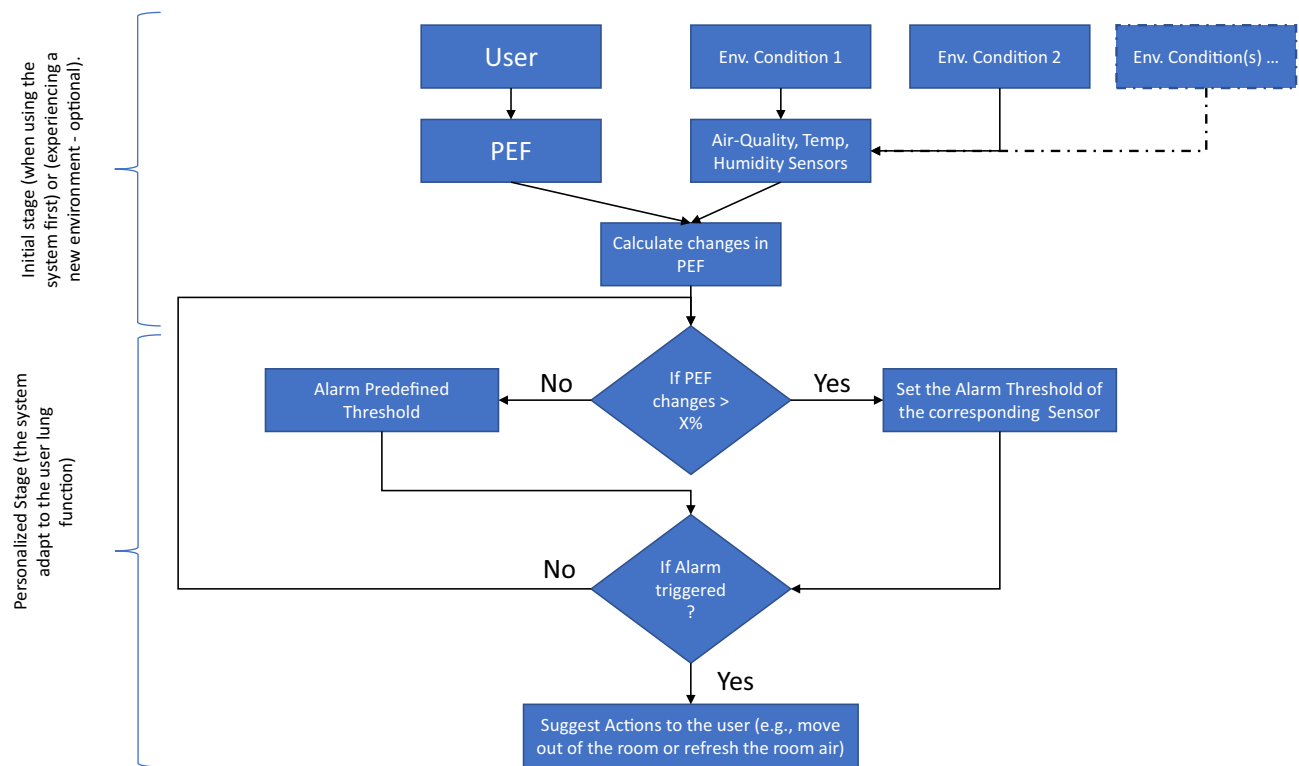 Initial stage (when using the
system first) or (experiencing a
new environment - optional).
User
Env. Condition 1
Env. Condition 2
Env. Condition(s) ...
PEF
Air-Quality, Temp,
Humidity Sensors
Calculate changes in
PEF
Personalized Stage (the system
adapt to the user lung
function)
If PEF
changes >
X%
No
Yes
Alarm Predefined
Threshold
Set the Alarm Threshold of
the corresponding Sensor
If Alarm
triggered
?
No
Yes
Suggest Actions to the user (e.g., move
out of the room or refresh the room air)